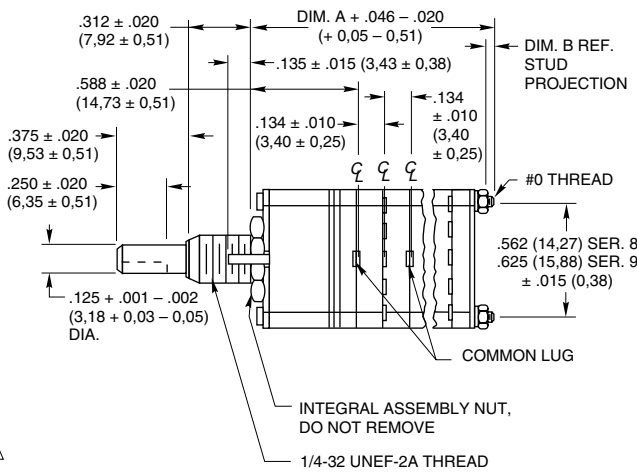 .312 ± .020
(7,92 ± 0,51)
DIM. A + .046 – .020
(+ 0,05 – 0,51)
DIM. B REF.
STUD
PROJECTION
.135 ± .015 (3,43 ± 0,38)
.588 ± .020
(14,73 ± 0,51)
.134 ± .010
(3,40 ± 0,25)
.134
± .010
(3,40
± 0,25)
.375 ± .020
(9,53 ± 0,51)
℄ ℄ ℄
#0 THREAD
.250 ± .020
(6,35 ± 0,51)
.562 (14,27) SER. 8
.625 (15,88) SER. 9
± .015 (0,38)
.125 + .001 – .002
(3,18 + 0,03 – 0,05)
DIA.
COMMON LUG
INTEGRAL ASSEMBLY NUT,
DO NOT REMOVE
1/4-32 UNEF-2A THREAD